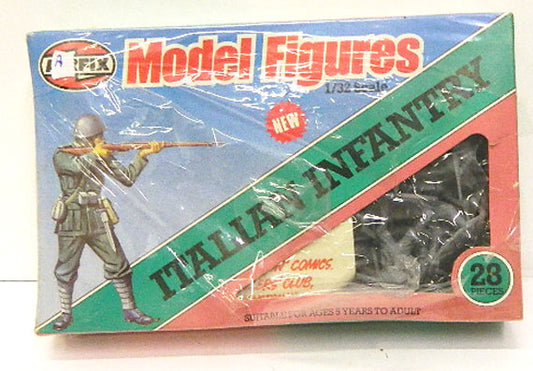 A
AIRFIX
Model Figures
1/32 Scale
NEW
ITALIAN INFANTRY
COMICS.
CLUB,
28
PIECES
SUITABLE FOR AGES 5 YEARS TO ADULT